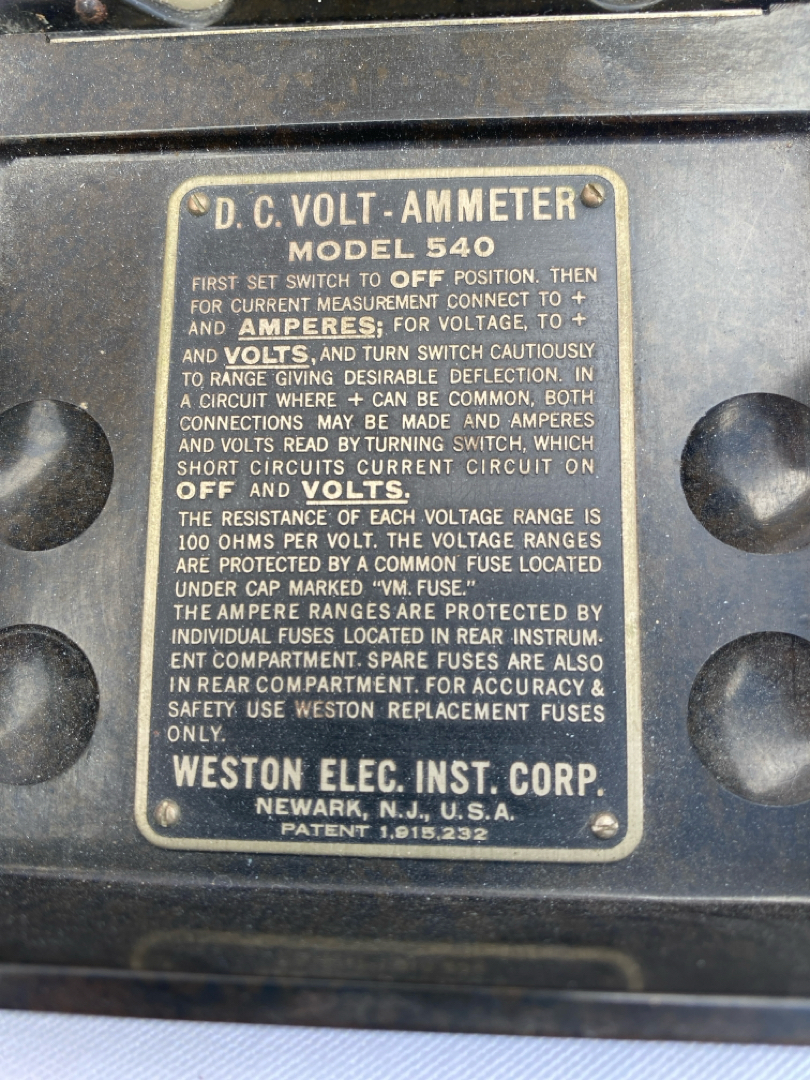 D. C. VOLT - AMMETER
MODEL 540
FIRST SET SWITCH TO OFF POSITION. THEN
FOR CURRENT MEASUREMENT CONNECT TO +
AND AMPERES; FOR VOLTAGE, TO +
AND VOLTS, AND TURN SWITCH CAUTIOUSLY
TO RANGE GIVING DESIRABLE DEFLECTION. IN
A CIRCUIT WHERE + CAN BE COMMON, BOTH
CONNECTIONS MAY BE MADE AND AMPERES
AND VOLTS READ BY TURNING SWITCH, WHICH
SHORT CIRCUITS CURRENT CIRCUIT ON
OFF AND VOLTS.
THE RESISTANCE OF EACH VOLTAGE RANGE IS
100 OHMS PER VOLT. THE VOLTAGE RANGES
ARE PROTECTED BY A COMMON FUSE LOCATED
UNDER CAP MARKED "VM. FUSE."
THE AMPERE RANGES ARE PROTECTED BY
INDIVIDUAL FUSES LOCATED IN REAR INSTRUM-
ENT COMPARTMENT. SPARE FUSES ARE ALSO
IN REAR COMPARTMENT. FOR ACCURACY &
SAFETY USE WESTON REPLACEMENT FUSES
ONLY.
WESTON ELEC. INST. CORP.
NEWARK, N.J., U.S.A.
PATENT 1,915,232